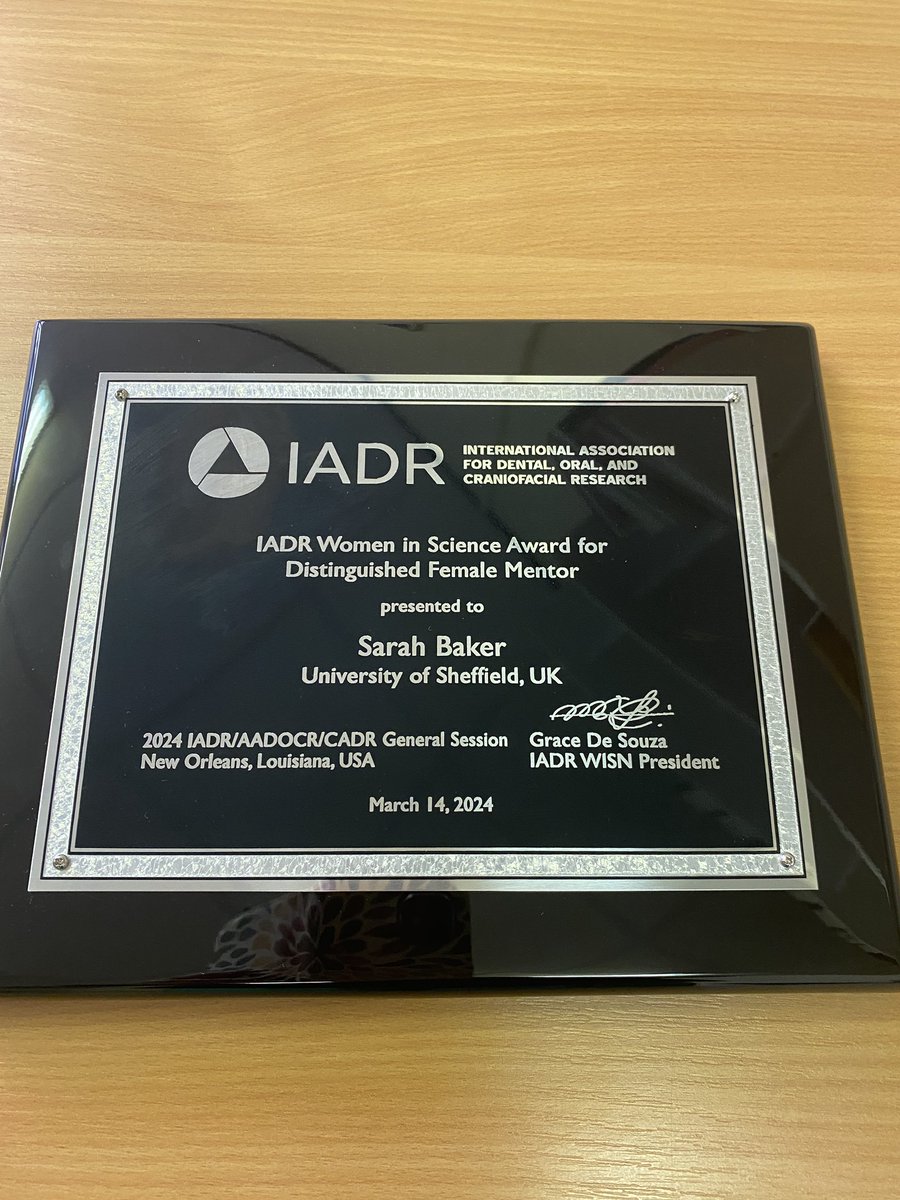 IADR
INTERNATIONAL ASSOCIATION
FOR DENTAL, ORAL, AND
CRANIOFACIAL RESEARCH
IADR Women in Science Award for
Distinguished Female Mentor
presented to
Sarah Baker
University of Sheffield, UK
2024 IADR/AADOCR/CADR General Session
New Orleans, Louisiana, USA
Grace De Souza
IADR WISN President
March 14, 2024